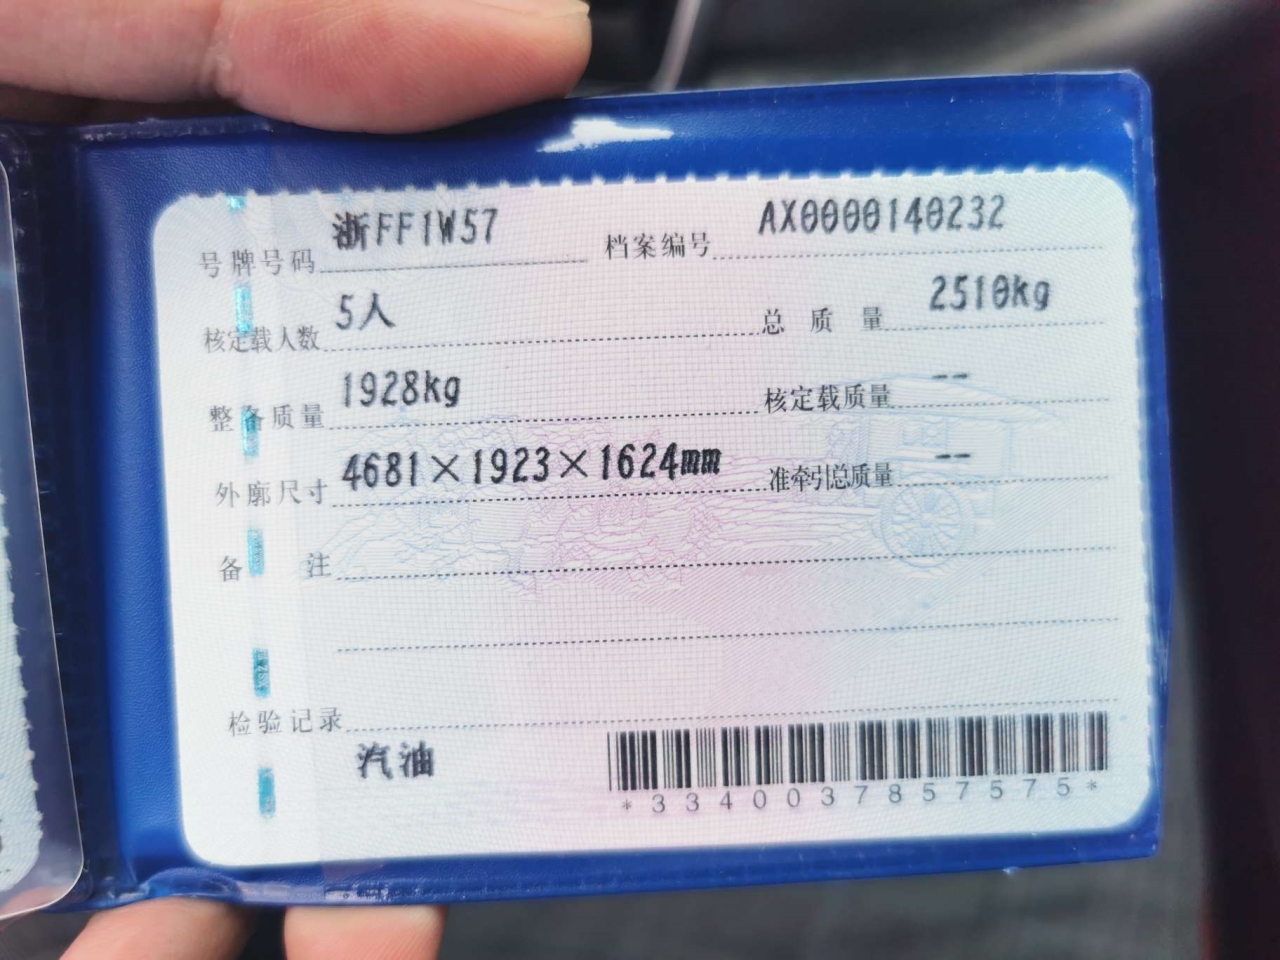 号牌号码 浙FF1W57 档案编号 AX0000140232
核定载人数 5人 总质量 2510kg
整备质量 1928kg 核定载质量 --
外廓尺寸 4681×1923×1624mm 准牵引总质量 --
备注
检验记录
汽油
*3340037857575*